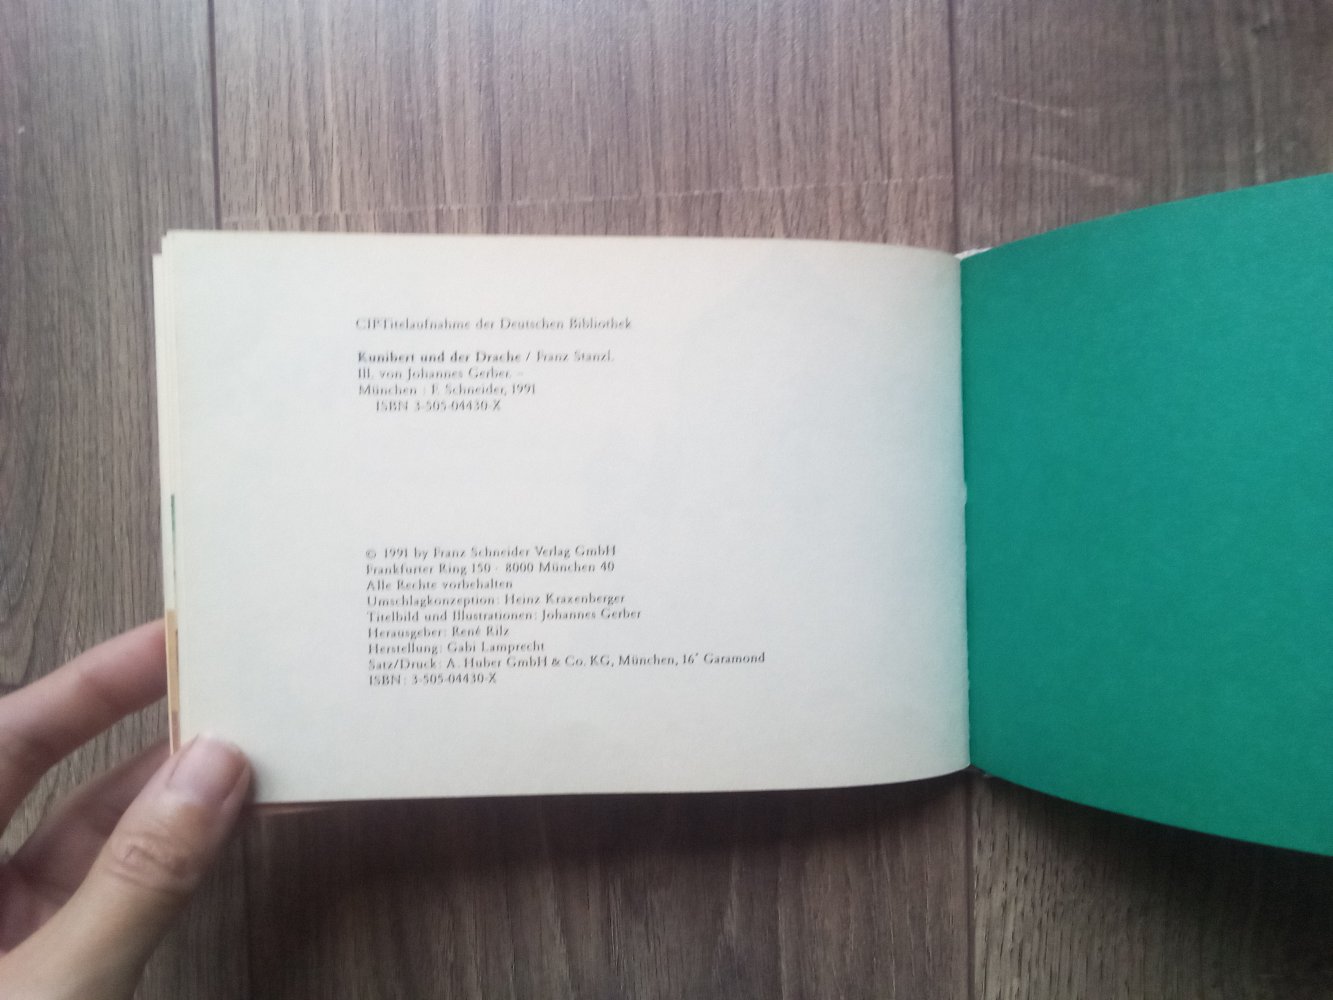 CIPTitelaufnahme der Deutschen Bibliothek
Kunibert und der Drache / Franz Stanzl.
Ill. von Johannes Gerber. –
München : F. Schneider, 1991
ISBN 3-505-04430-X
© 1991 by Franz Schneider Verlag GmbH
Frankfurter Ring 150 · 8000 München 40
Alle Rechte vorbehalten
Umschlagkonzeption: Heinz Kraxenberger
Titelbild und Illustrationen: Johannes Gerber
Herausgeber: René Rilz
Herstellung: Gabi Lamprecht
Satz/Druck: A. Huber GmbH & Co. KG, München, 16˙ Garamond
ISBN: 3-505-04430-X